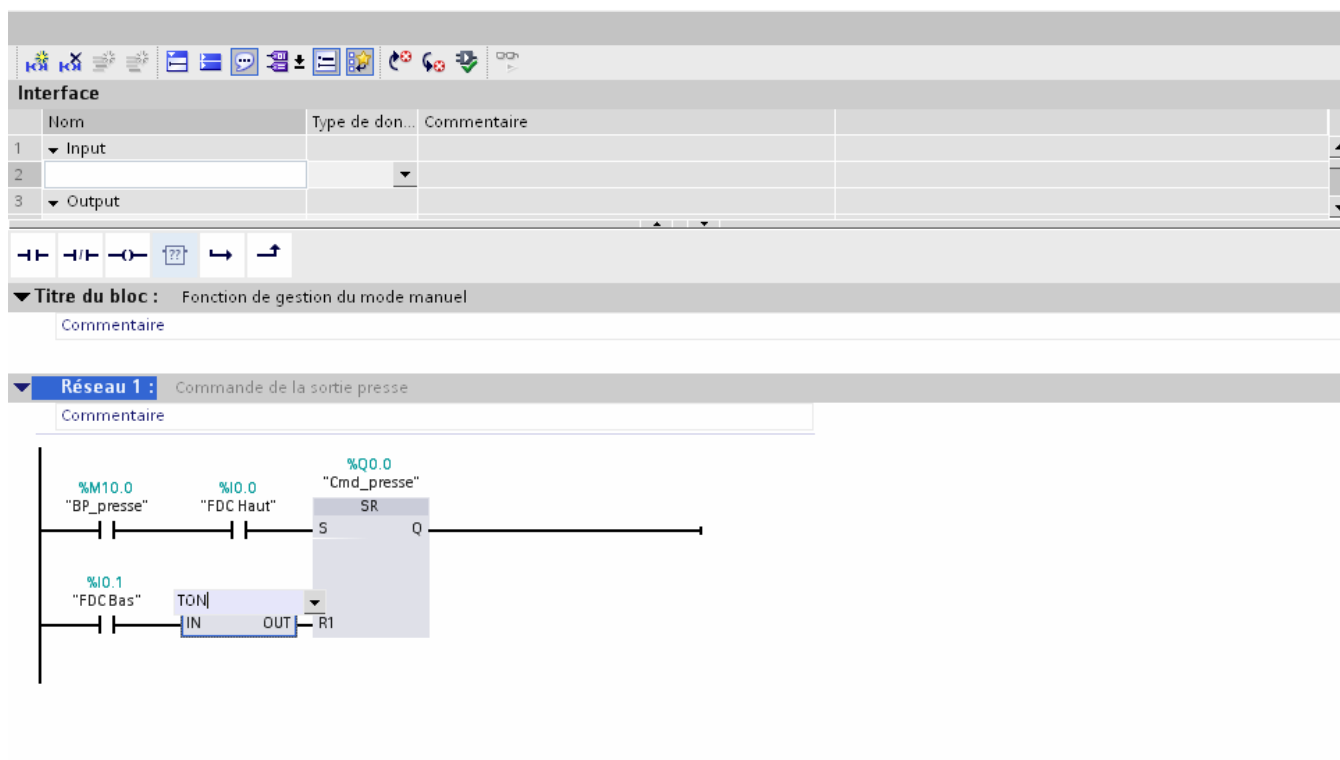 Interface
Nom Type de don... Commentaire
1 Input
2
3 Output
??
Titre du bloc : Fonction de gestion du mode manuel
Commentaire
Réseau 1 : Commande de la sortie presse
Commentaire
%Q0.0
"Cmd_presse"
%M10.0 %I0.0
"BP_presse" "FDC Haut" SR
S Q
%I0.1
"FDC Bas" TON
IN OUT R1